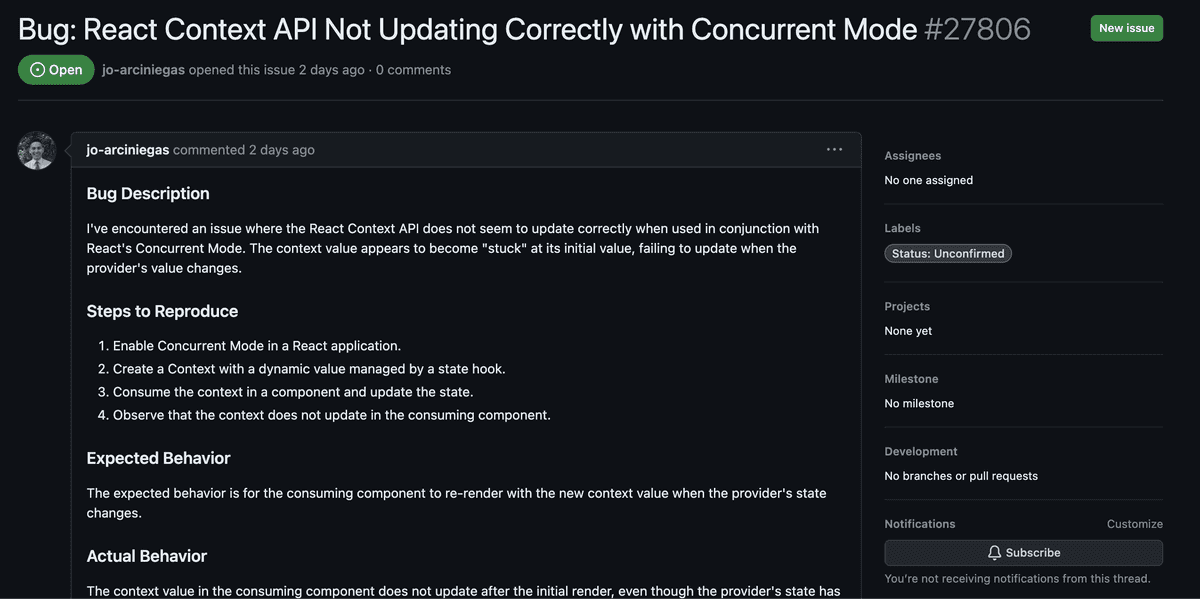 Bug: React Context API Not Updating Correctly with Concurrent Mode #27806
New issue
Open
jo-arciniegas opened this issue 2 days ago · 0 comments
jo-arciniegas commented 2 days ago
Bug Description
I've encountered an issue where the React Context API does not seem to update correctly when used in conjunction with
React's Concurrent Mode. The context value appears to become "stuck" at its initial value, failing to update when the
provider's value changes.
Steps to Reproduce
1. Enable Concurrent Mode in a React application.
2. Create a Context with a dynamic value managed by a state hook.
3. Consume the context in a component and update the state.
4. Observe that the context does not update in the consuming component.
Expected Behavior
The expected behavior is for the consuming component to re-render with the new context value when the provider's state
changes.
Actual Behavior
The context value in the consuming component does not update after the initial render, even though the provider's state has
Assignees
No one assigned
Labels
Status: Unconfirmed
Projects
None yet
Milestone
No milestone
Development
No branches or pull requests
Notifications
Customize
Subscribe
You're not receiving notifications from this thread.